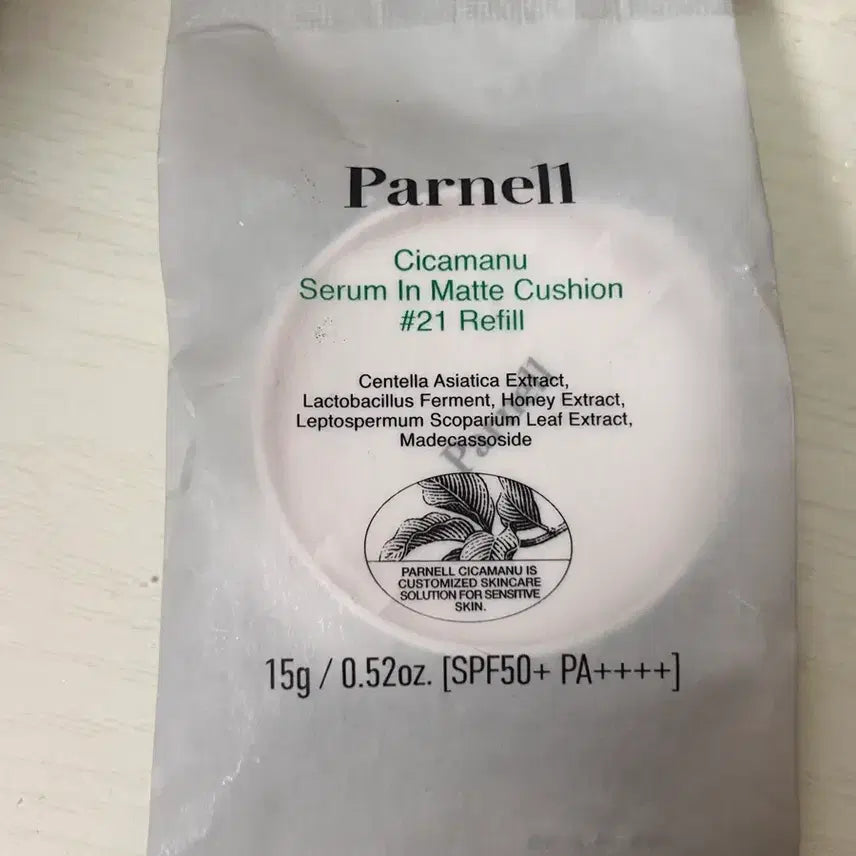 Parnell
Cicamanu
Serum In Matte Cushion
#21 Refill
Centella Asiatica Extract,
Lactobacillus Ferment, Honey Extract,
Leptospermum Scoparium Leaf Extract,
Madecassoside
Parnell
PARNELL CICAMANU IS
CUSTOMIZED SKINCARE
SOLUTION FOR SENSITIVE
SKIN.
15g / 0.52oz. [SPF50+ PA++++]